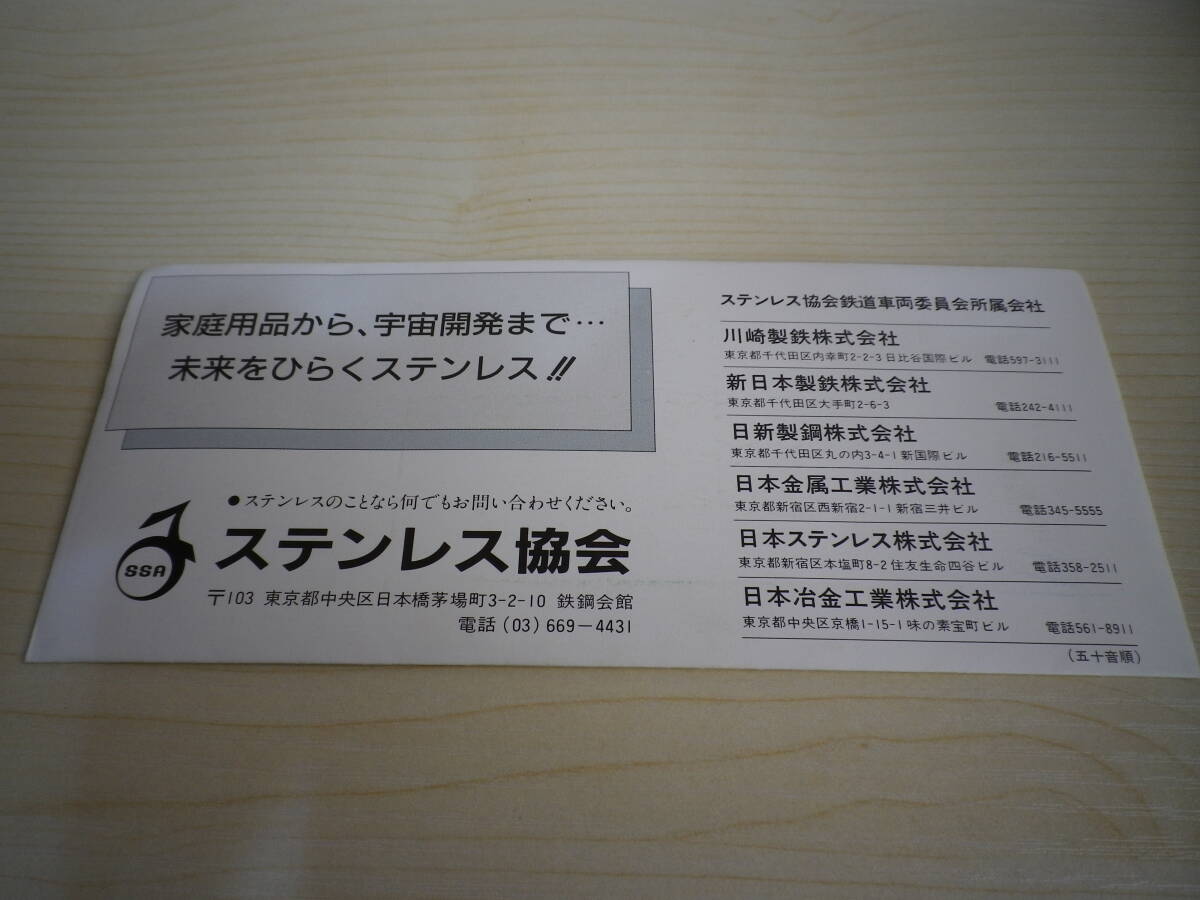 家庭用品から、宇宙開発まで…
未来をひらくステンレス!!
●ステンレスのことなら何でもお問い合わせください。
SSA
ステンレス協会
〒103 東京都中央区日本橋茅場町3-2-10 鉄鋼会館
電話(03)669-4431
ステンレス協会鉄道車両委員会所属会社
川崎製鉄株式会社
東京都千代田区内幸町2-2-3日比谷国際ビル 電話597-3111
新日本製鉄株式会社
東京都千代田区大手町2-6-3 電話242-4111
日新製鋼株式会社
東京都千代田区丸の内3-4-1新国際ビル 電話216-5511
日本金属工業株式会社
東京都新宿区西新宿2-1-1新宿三井ビル 電話345-5555
日本ステンレス株式会社
東京都新宿区本塩町8-2住友生命四谷ビル 電話358-2511
日本冶金工業株式会社
東京都中央区京橋1-15-1味の素宝町ビル 電話561-8911
(五十音順)